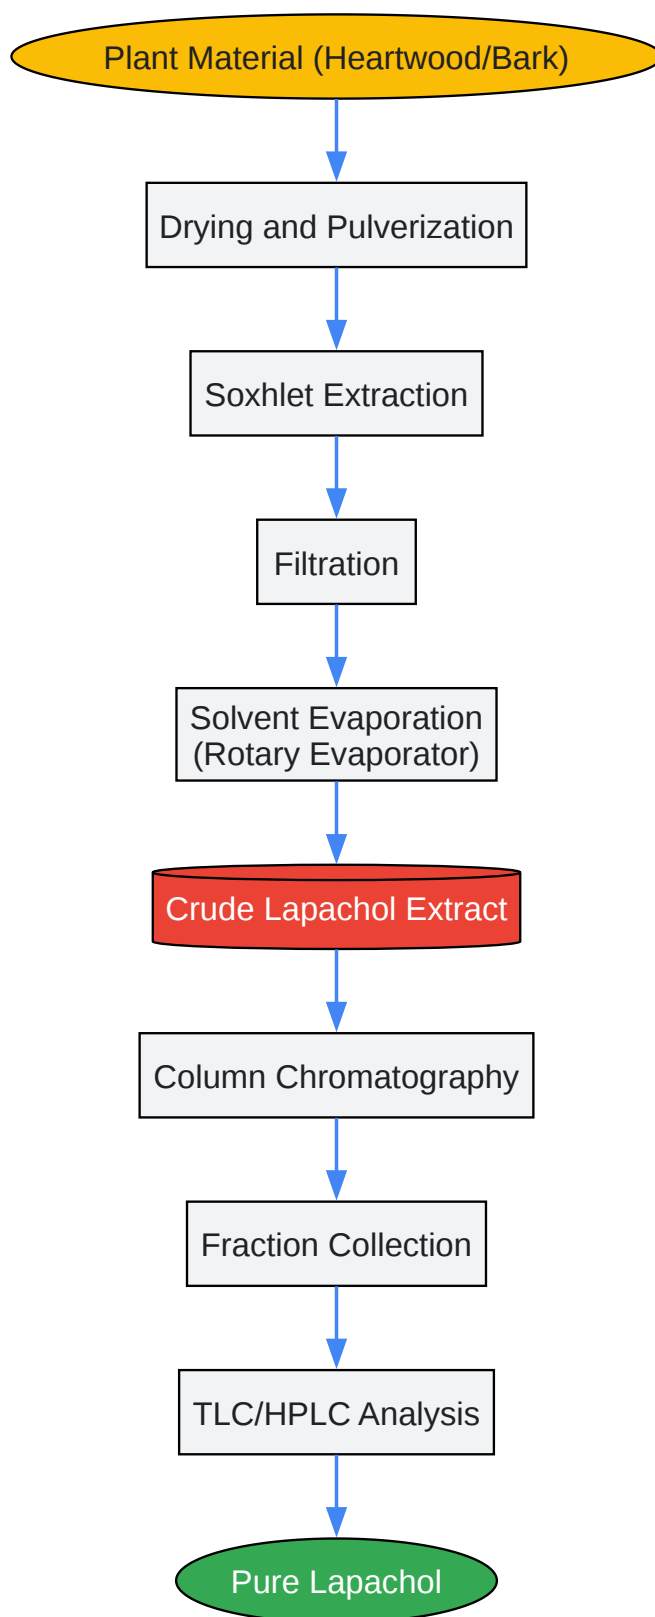 Plant Material (Heartwood/Bark)
Drying and Pulverization
Soxhlet Extraction
Filtration
Solvent Evaporation
(Rotary Evaporator)
Crude Lapachol Extract
Column Chromatography
Fraction Collection
TLC/HPLC Analysis
Pure Lapachol